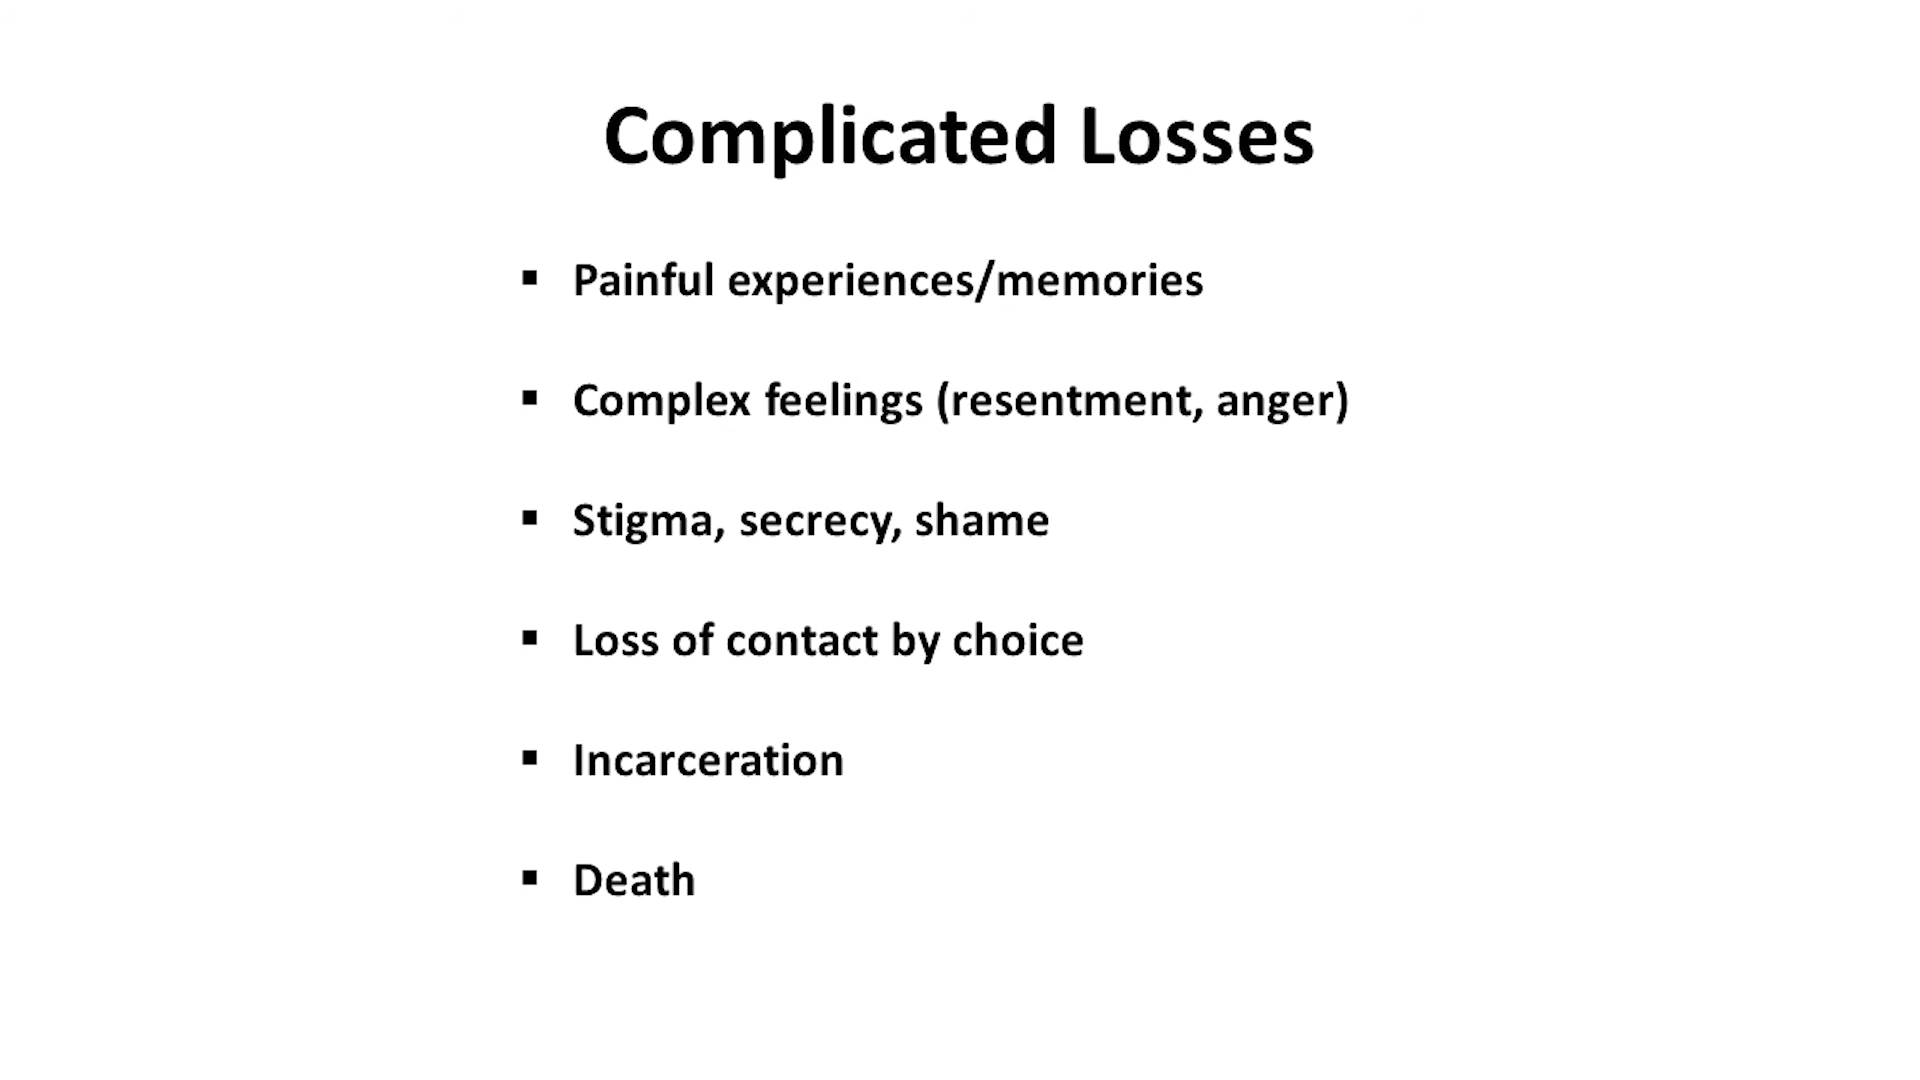 Complicated Losses
▪ Painful experiences/memories
▪ Complex feelings (resentment, anger)
▪ Stigma, secrecy, shame
▪ Loss of contact by choice
▪ Incarceration
▪ Death